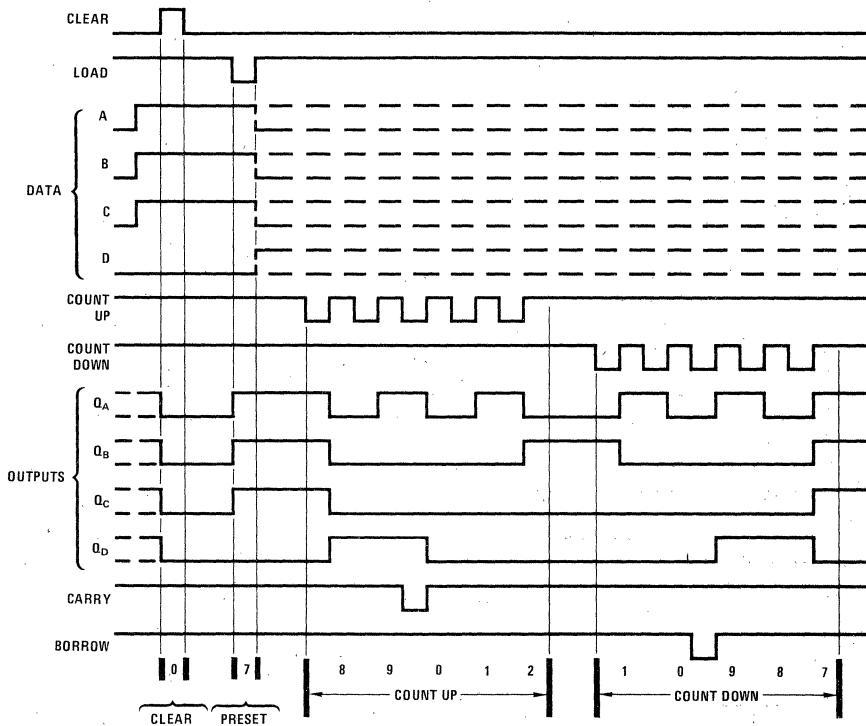 CLEAR
LOAD
A
B
DATA
C
D
COUNT
UP
COUNT
DOWN
QA
QB
OUTPUTS
QC
QD
CARRY
BORROW
0 7 8 9 0 1 2 1 0 9 8 7
COUNT UP COUNT DOWN
CLEAR PRESET